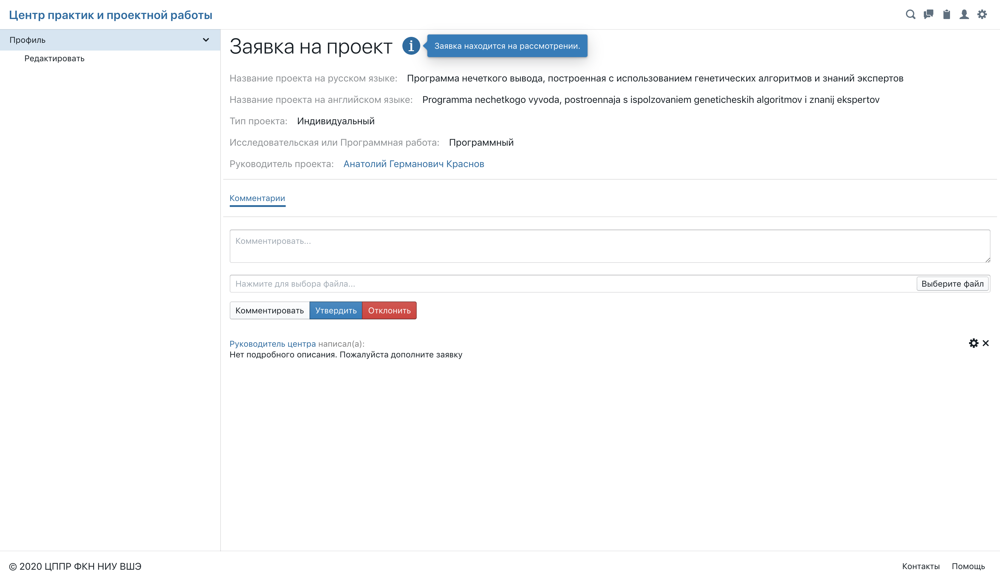 Центр практик и проектной работы
Профиль
Редактировать
Заявка на проект
Заявка находится на рассмотрении.
Название проекта на русском языке: Программа нечеткого вывода, построенная с использованием генетических алгоритмов и знаний экспертов
Название проекта на английском языке: Programma nechetkogo vyvoda, postroennaja s ispolzovaniem geneticheskih algoritmov i znanij ekspertov
Тип проекта: Индивидуальный
Исследовательская или Программная работа: Программный
Руководитель проекта: Анатолий Германович Краснов
Комментарии
Комментировать...
Нажмите для выбора файла... Выберите файл
Комментировать Утвердить Отклонить
Руководитель центра написал(а):
Нет подробного описания. Пожалуйста дополните заявку
© 2020 ЦППР ФКН НИУ ВШЭ
Контакты Помощь